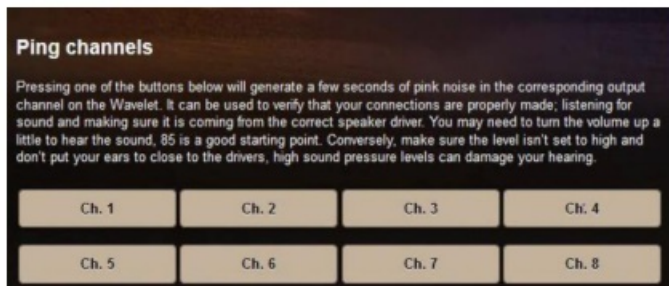 Ping channels
Pressing one of the buttons below will generate a few seconds of pink noise in the corresponding output
channel on the Wavelet. It can be used to verify that your connections are properly made; listening for
sound and making sure it is coming from the correct speaker driver. You may need to turn the volume up a
little to hear the sound, 85 is a good starting point. Conversely, make sure the level isn't set to high and
don't put your ears to close to the drivers, high sound pressure levels can damage your hearing.
Ch. 1 Ch. 2 Ch. 3 Ch. 4
Ch. 5 Ch. 6 Ch. 7 Ch. 8